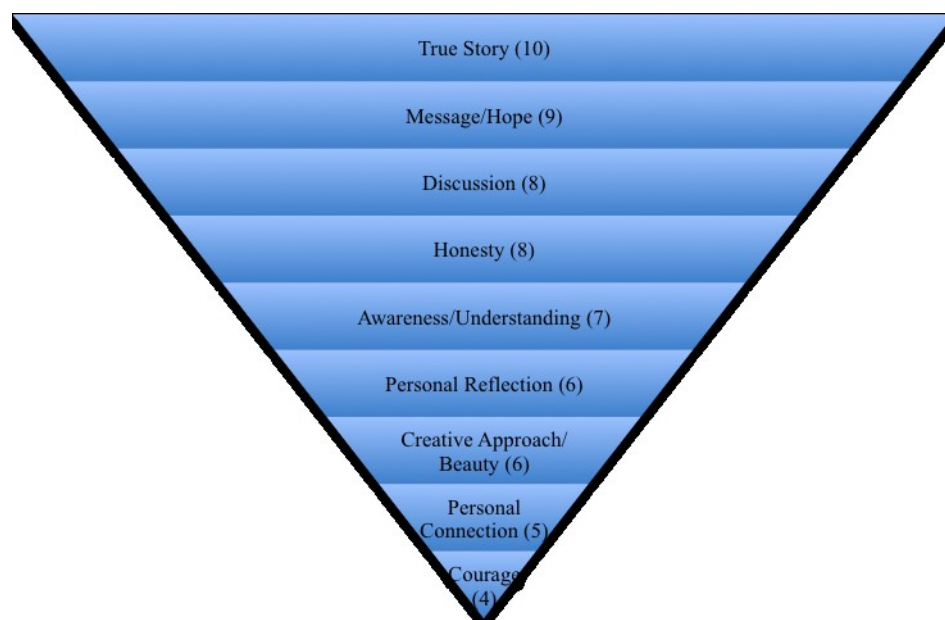 True Story (10)
Message/Hope (9)
Discussion (8)
Honesty (8)
Awareness/Understanding (7)
Personal Reflection (6)
Creative Approach/
Beauty (6)
Personal
Connection (5)
Courage
(4)